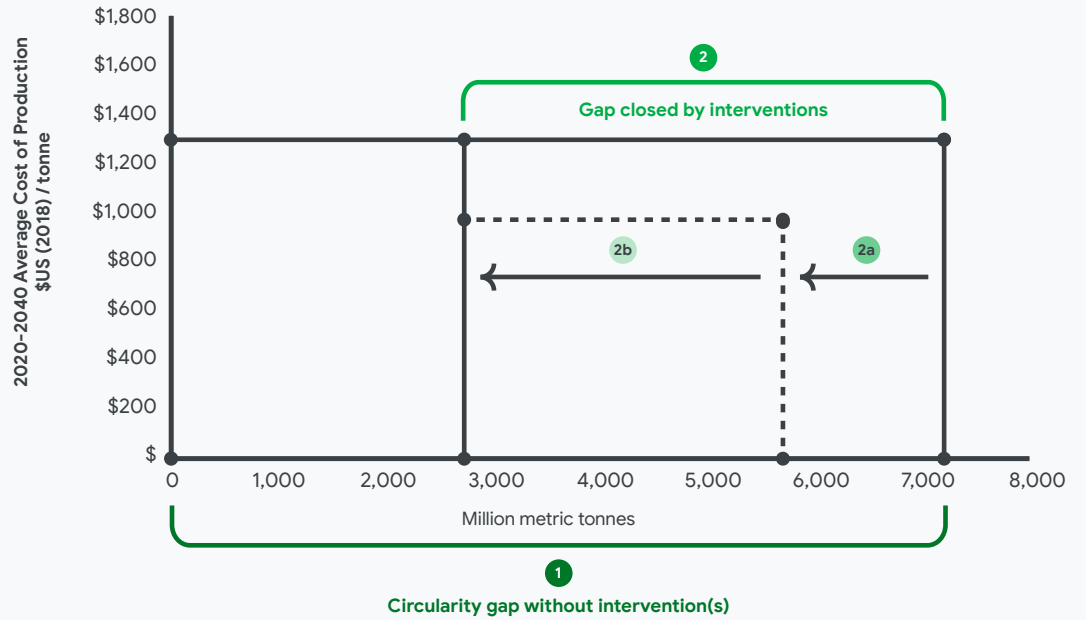 2020-2040 Average Cost of Production
$US (2018) / tonne
$1,800
$1,600
$1,400
$1,200
$1,000
$800
$600
$400
$200
$
2
Gap closed by interventions
2b
2a
0 1,000 2,000 3,000 4,000 5,000 6,000 7,000 8,000
Million metric tonnes
1
Circularity gap without intervention(s)